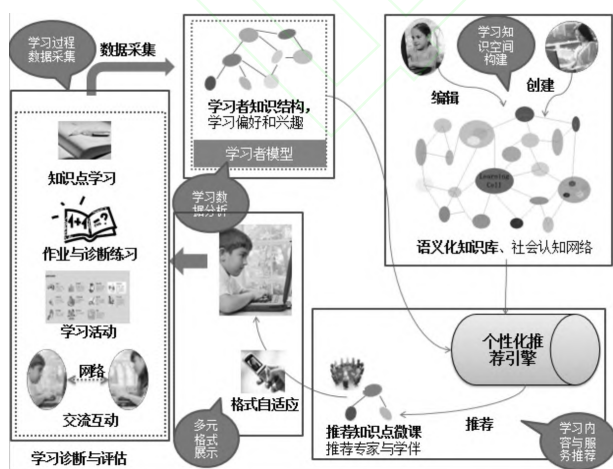 学习过程
数据采集
数据采集
学习者知识结构,
学习偏好和兴趣
学习者模型
学习知
识空间
构建
编辑
创建
Learning
Cell
语义化知识库、社会认知网络
知识点学习
1+1=?
作业与诊断练习
学习活动
网络
交流互动
学习诊断与评估
学习数
据分析
格式自适应
多元
格式
展示
个性化推
荐引擎
推荐
推荐知识点微课
推荐专家与学伴
学习内
容与服
务推荐